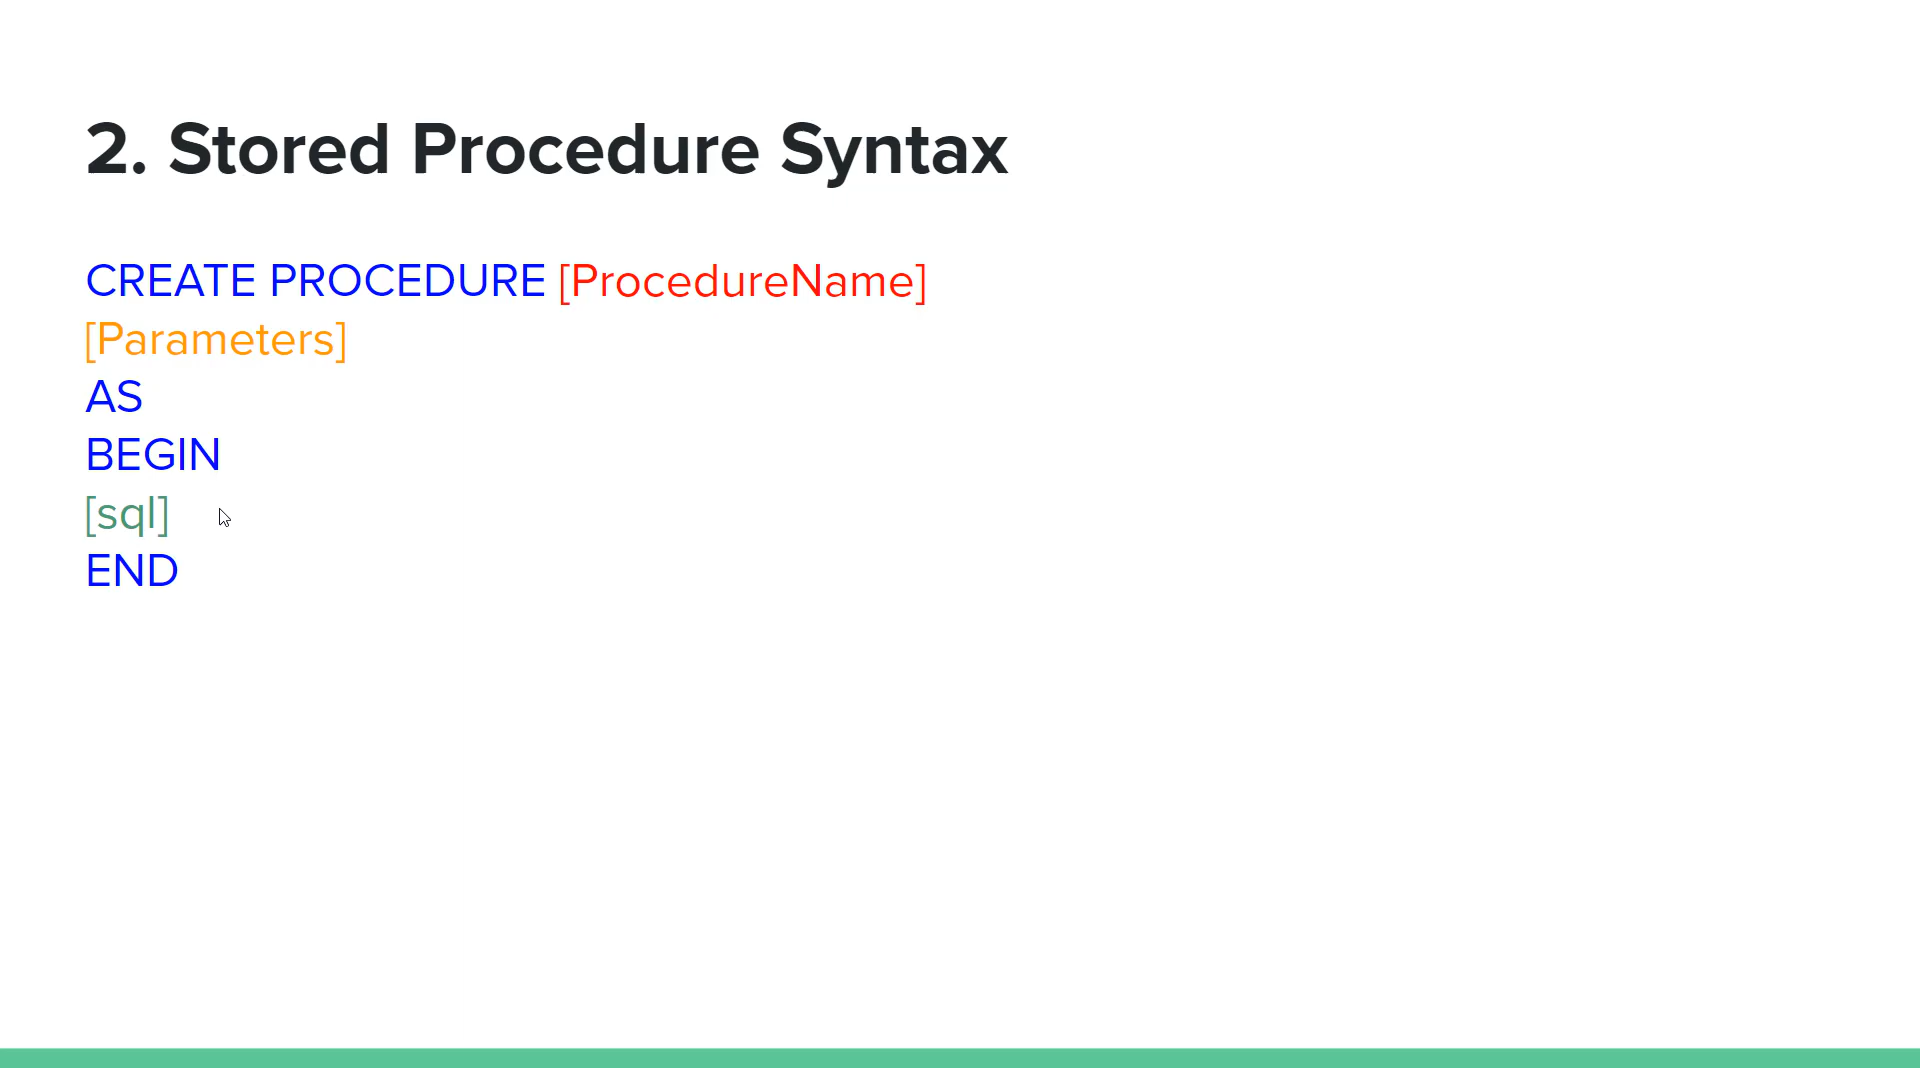 2. Stored Procedure Syntax
CREATE PROCEDURE [ProcedureName]
[Parameters]
AS
BEGIN
[sql]
END